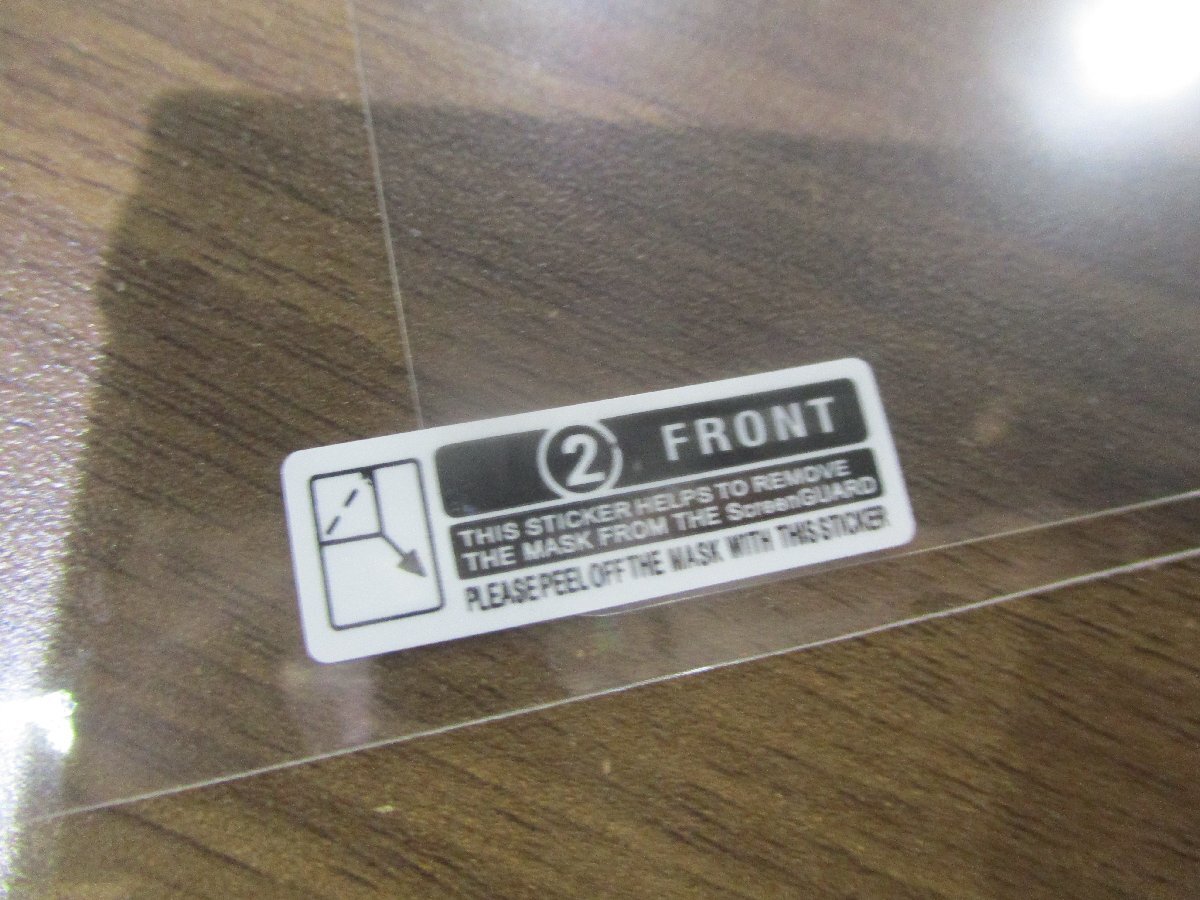 2 FRONT
THIS STICKER HELPS TO REMOVE
THE MASK FROM THE ScreenGUARD
PLEASE PEEL OFF THE MASK WITH THIS STICKER